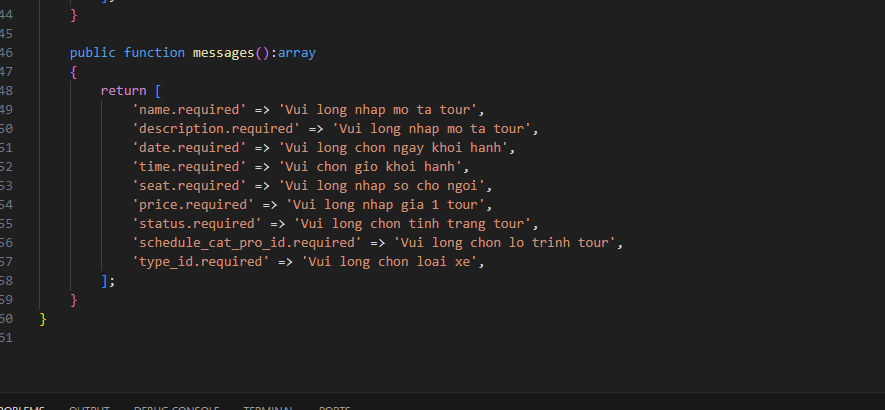 ];
44 }
45
46 public function messages():array
47 {
48 return [
49 'name.required' => 'Vui long nhap mo ta tour',
50 'description.required' => 'Vui long nhap mo ta tour',
51 'date.required' => 'Vui long chon ngay khoi hanh',
52 'time.required' => 'Vui chon gio khoi hanh',
53 'seat.required' => 'Vui long nhap so cho ngoi',
54 'price.required' => 'Vui long nhap gia 1 tour',
55 'status.required' => 'Vui long chon tinh trang tour',
56 'schedule_cat_pro_id.required' => 'Vui long chon lo trinh tour',
57 'type_id.required' => 'Vui long chon loai xe',
58 ];
59 }
60 }
61
PROBLEMS OUTPUT DEBUG CONSOLE TERMINAL PORTS